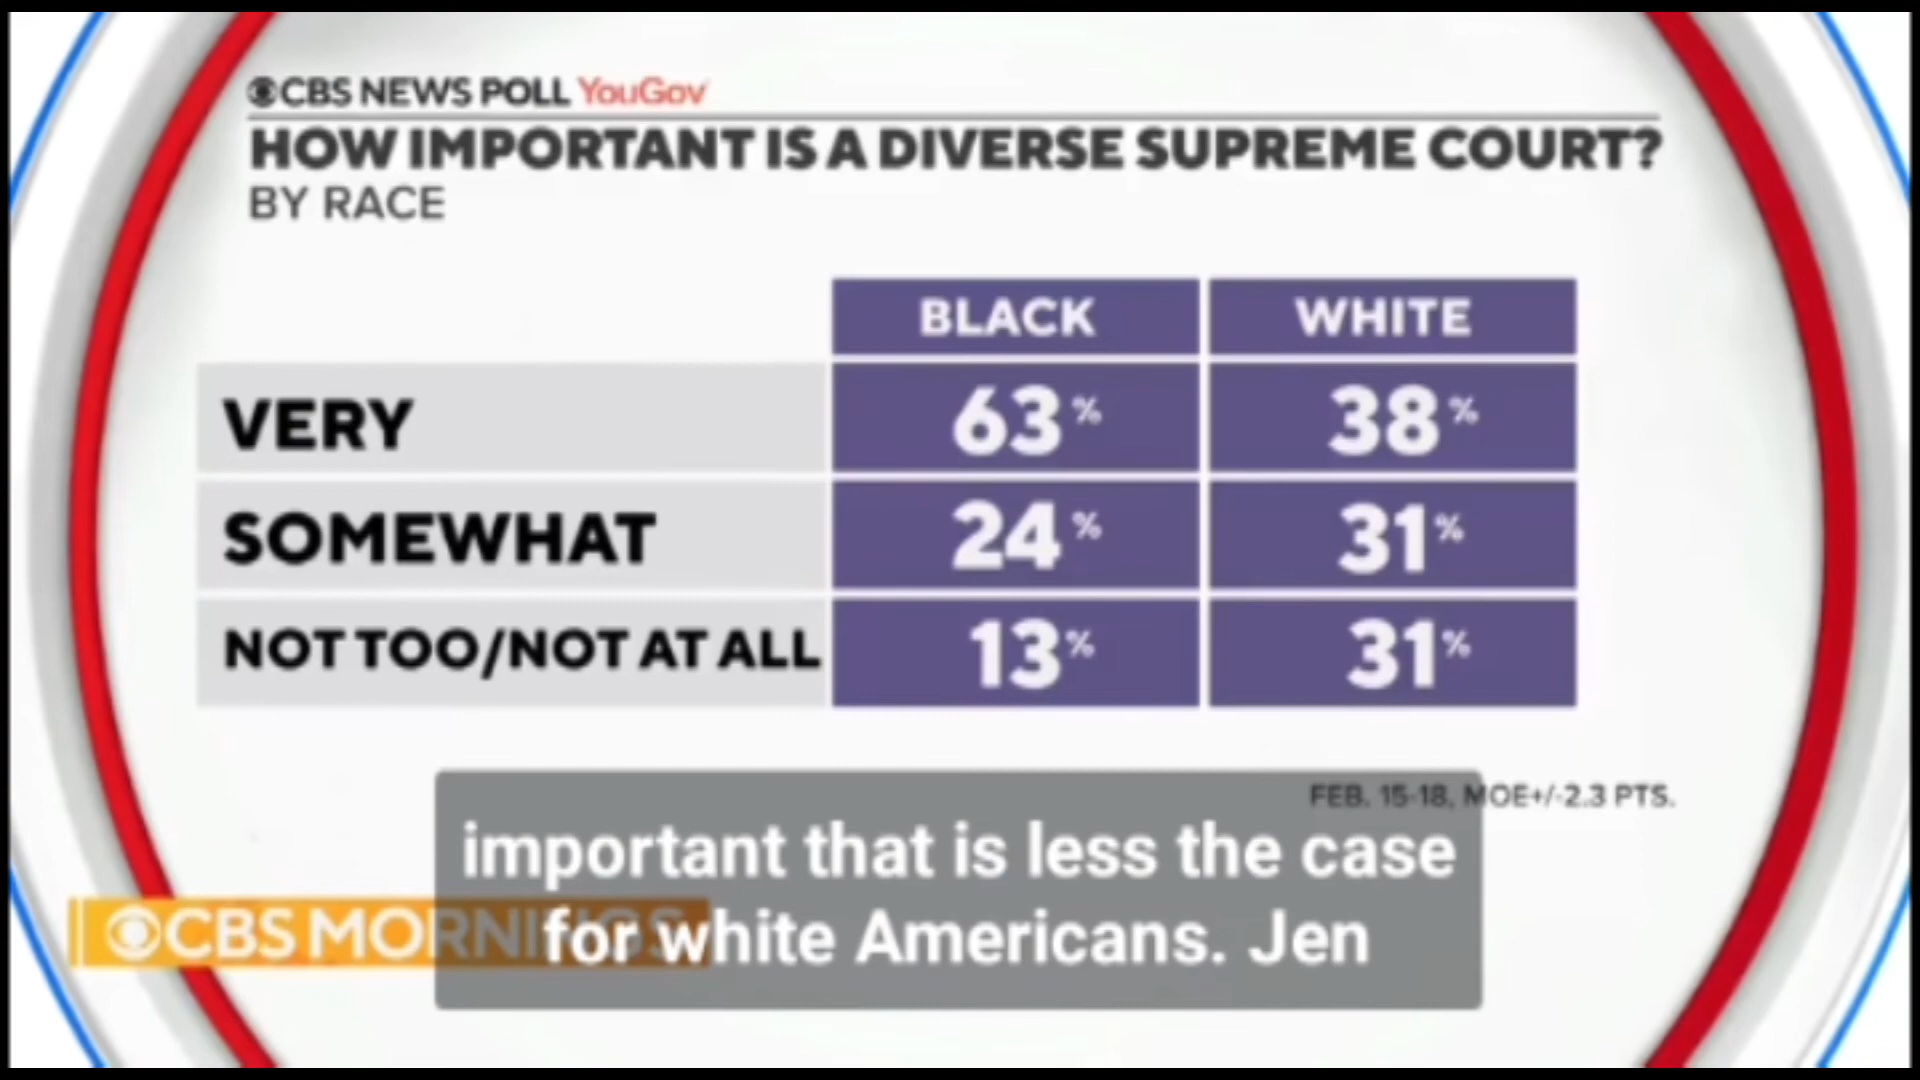 CBS NEWS POLL YouGov
HOW IMPORTANT IS A DIVERSE SUPREME COURT?
BY RACE
BLACK WHITE
VERY 63% 38%
SOMEWHAT 24% 31%
NOT TOO/NOT AT ALL 13% 31%
FEB. 15-18, MOE+/-2.3 PTS.
important that is less the case
for white Americans. Jen
CBS MORNINGS